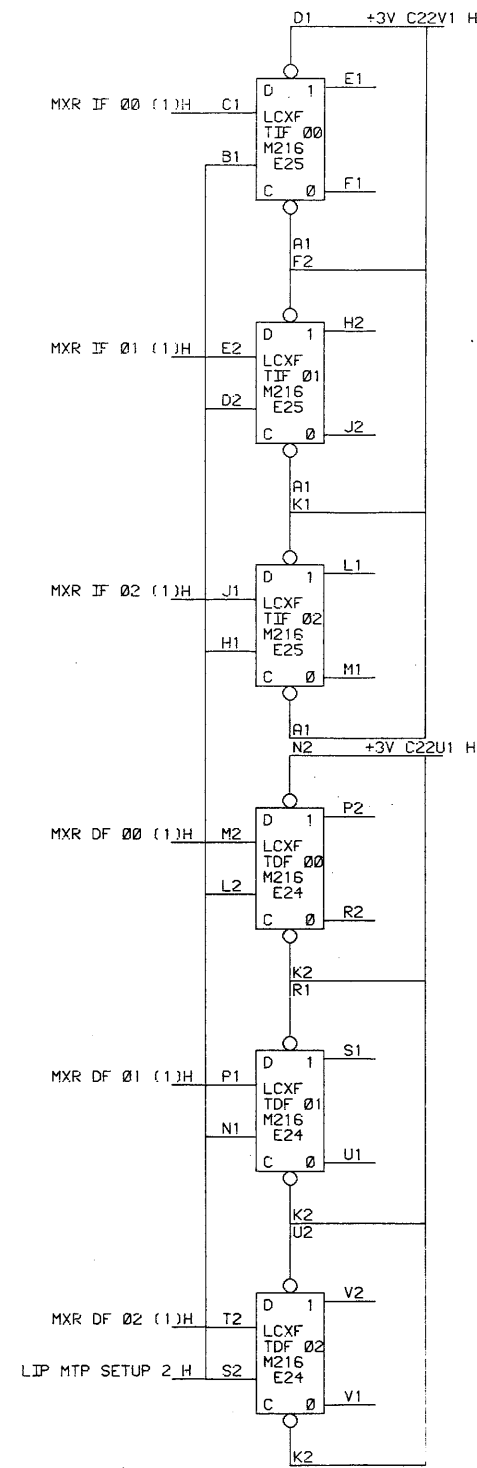 D1 +3V C22V1 H
D 1 E1
MXR IF 00 (1)H C1
LCXF
TIF 00
M216
B1 E25
C 0 F1
A1
F2
D 1 H2
MXR IF 01 (1)H E2
LCXF
TIF 01
M216
D2 E25
C 0 J2
A1
K1
D 1 L1
MXR IF 02 (1)H J1
LCXF
TIF 02
M216
H1 E25
C 0 M1
A1
N2 +3V C22U1 H
D 1 P2
MXR DF 00 (1)H M2
LCXF
TDF 00
M216
L2 E24
C 0 R2
K2
R1
D 1 S1
MXR DF 01 (1)H P1
LCXF
TDF 01
M216
N1 E24
C 0 U1
K2
U2
D 1 V2
MXR DF 02 (1)H T2
LCXF
TDF 02
M216
LIP MTP SETUP 2 H S2 E24
C 0 V1
K2